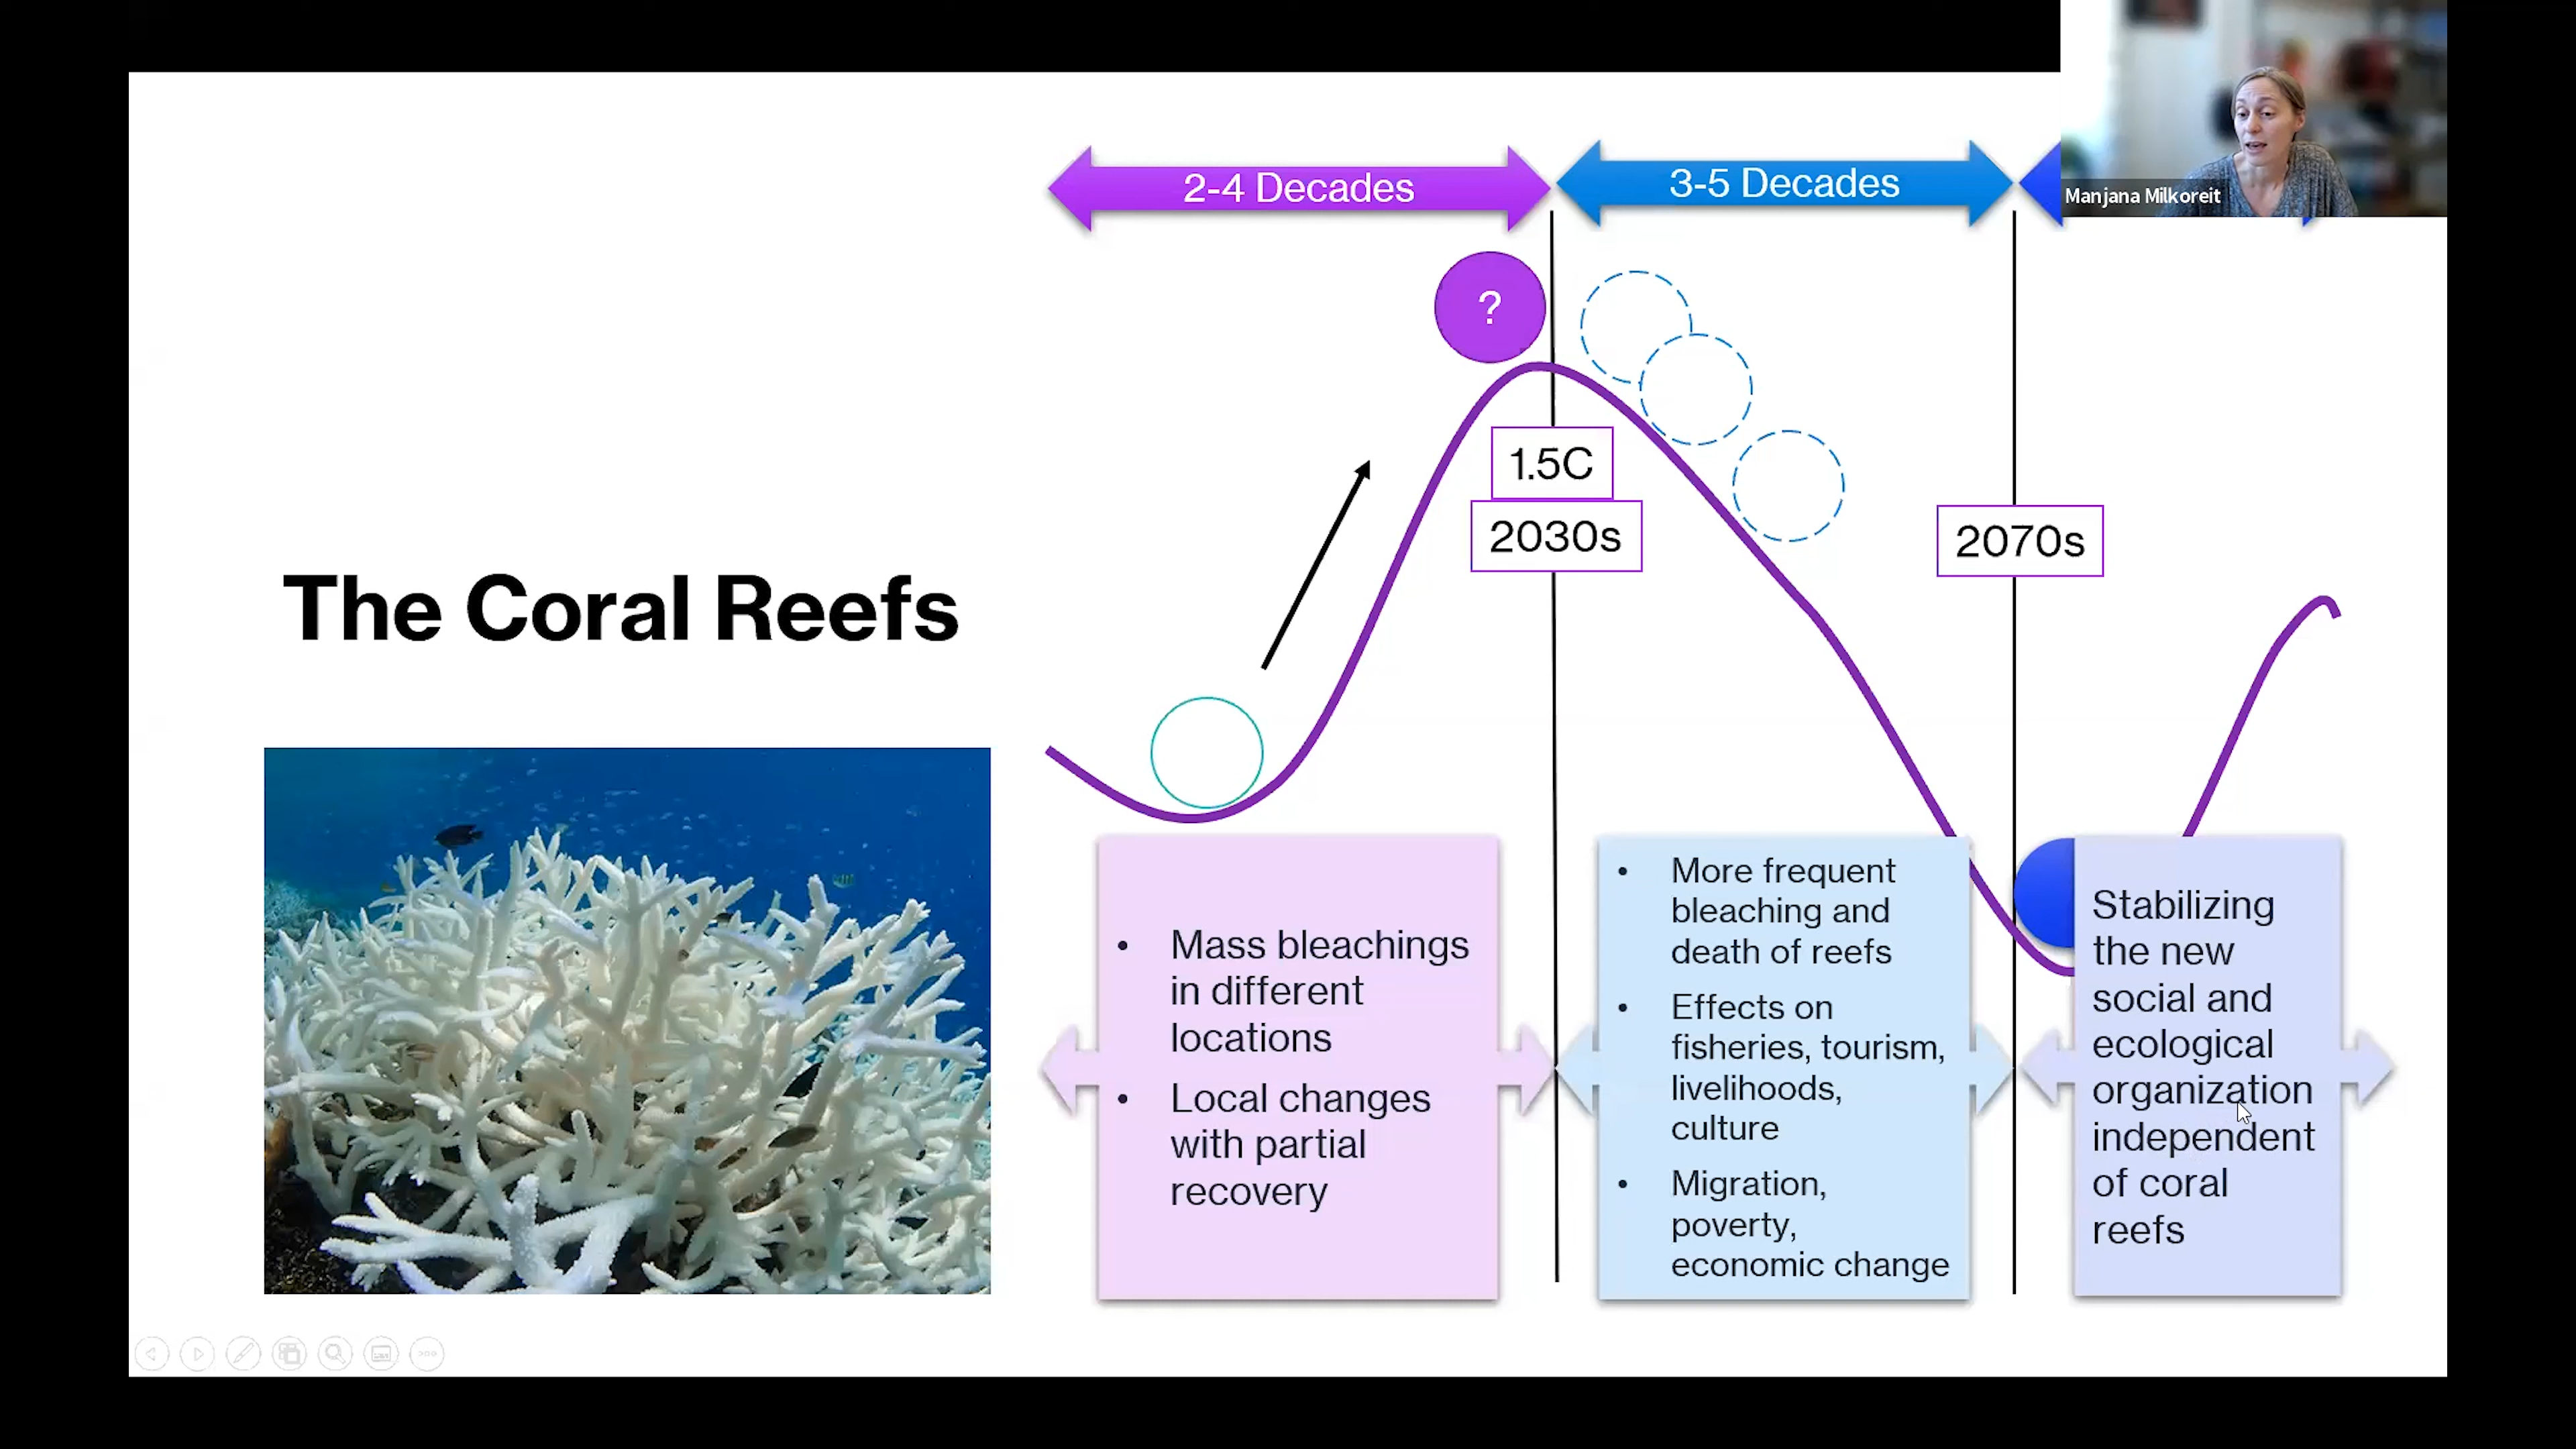 Manjana Milkoreit
2-4 Decades
3-5 Decades
?
1.5C
2030s
2070s
The Coral Reefs
• Mass bleachings
in different
locations
• Local changes
with partial
recovery
• More frequent
bleaching and
death of reefs
• Effects on
fisheries, tourism,
livelihoods,
culture
• Migration,
poverty,
economic change
Stabilizing
the new
social and
ecological
organization
independent
of coral
reefs